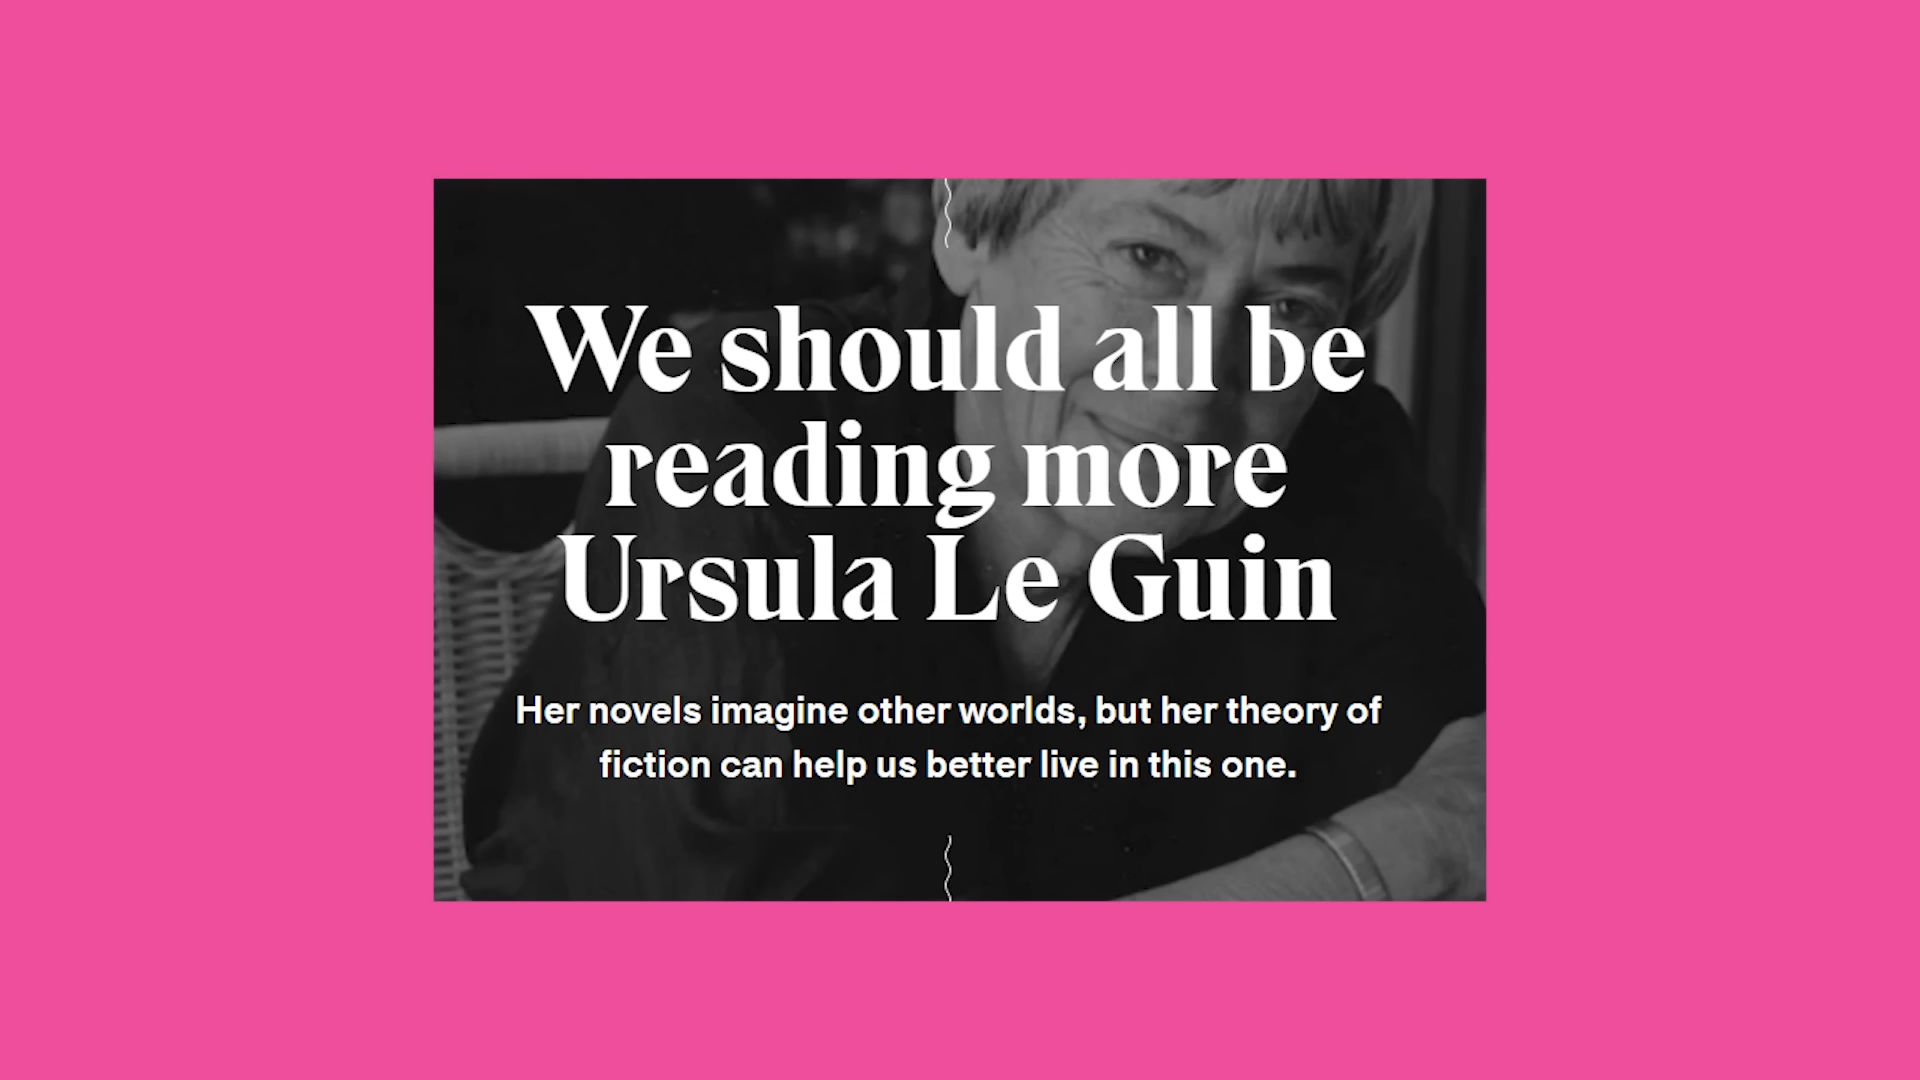 We should all be
reading more
Ursula Le Guin
Her novels imagine other worlds, but her theory of
fiction can help us better live in this one.